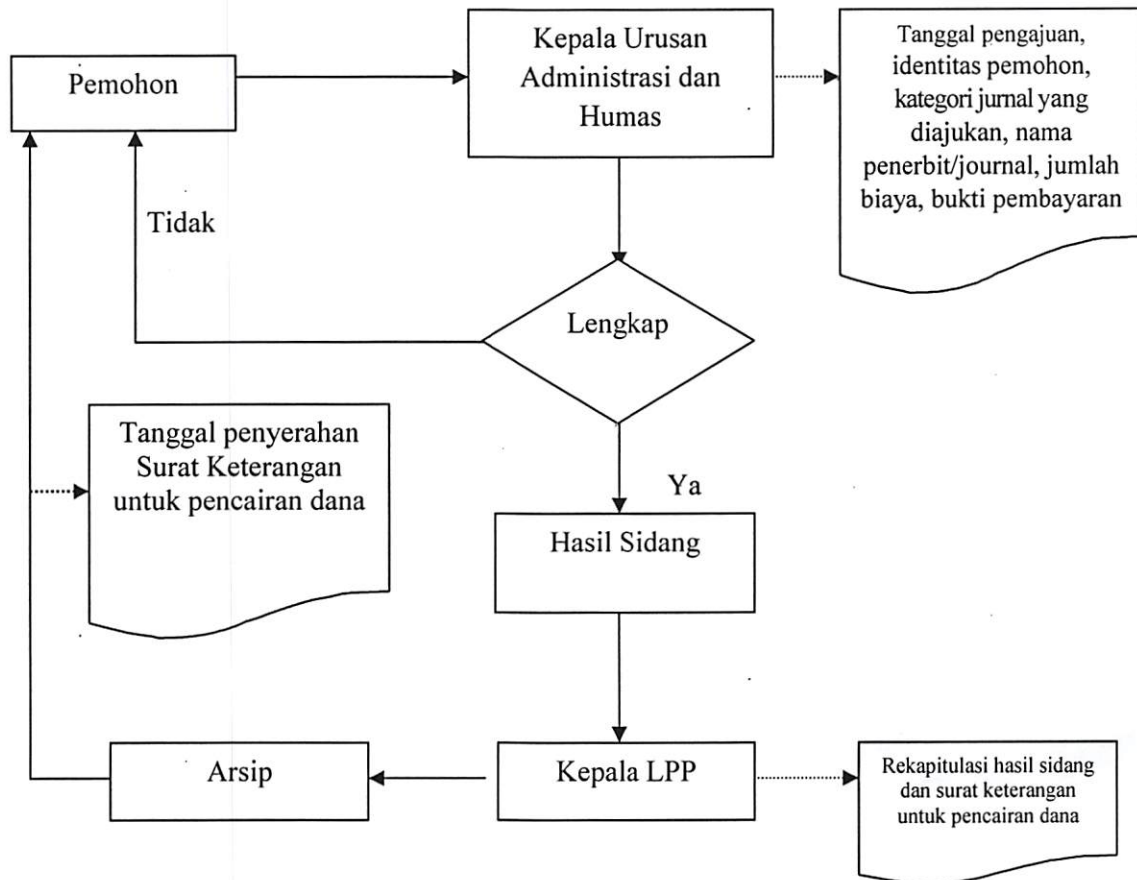 Pemohon
Kepala Urusan
Administrasi dan
Humas
Tanggal pengajuan,
identitas pemohon,
kategori jurnal yang
diajukan, nama
penerbit/journal, jumlah
biaya, bukti pembayaran
Tidak
Lengkap
Tanggal penyerahan
Surat Keterangan
untuk pencairan dana
Ya
Hasil Sidang
Arsip
Kepala LPP
Rekapitulasi hasil sidang
dan surat keterangan
untuk pencairan dana